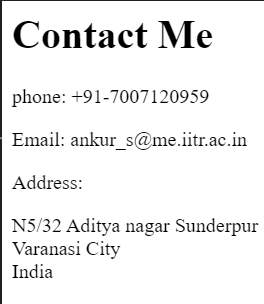 Contact Me
phone: +91-7007120959
Email: ankur_s@me.iitr.ac.in
Address:
N5/32 Aditya nagar Sunderpur
Varanasi City
India